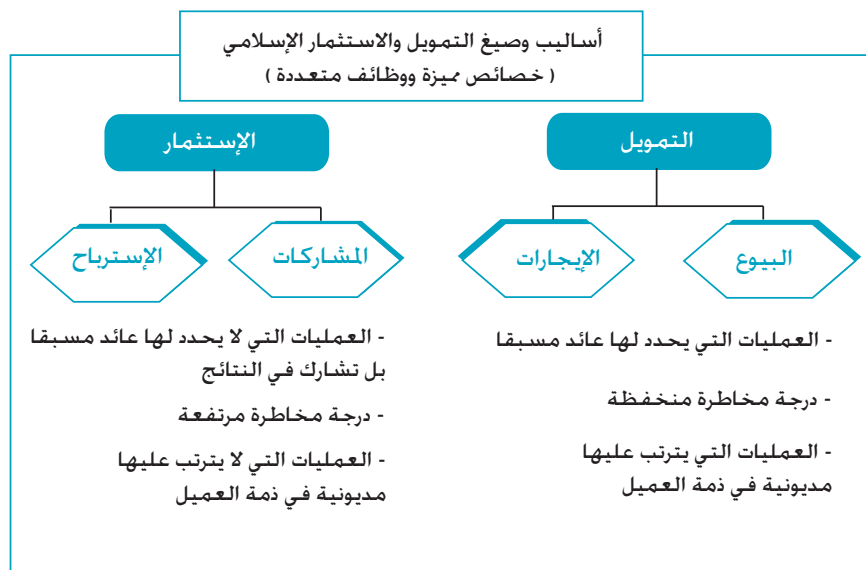 أساليب وصيغ التمويل والاستثمار الإسلامي
( خصائص مميزة ووظائف متعددة )
التمويل
البيوع
الإيجارات
- العمليات التي يحدد لها عائد مسبقا
- درجة مخاطرة منخفظة
- العمليات التي يترتب عليها
مديونية في ذمة العميل
الإستثمار
المشاركات
الإسترباح
- العمليات التي لا يحدد لها عائد مسبقا
بل تشارك في النتائج
- درجة مخاطرة مرتفعة
- العمليات التي لا يترتب عليها
مديونية في ذمة العميل